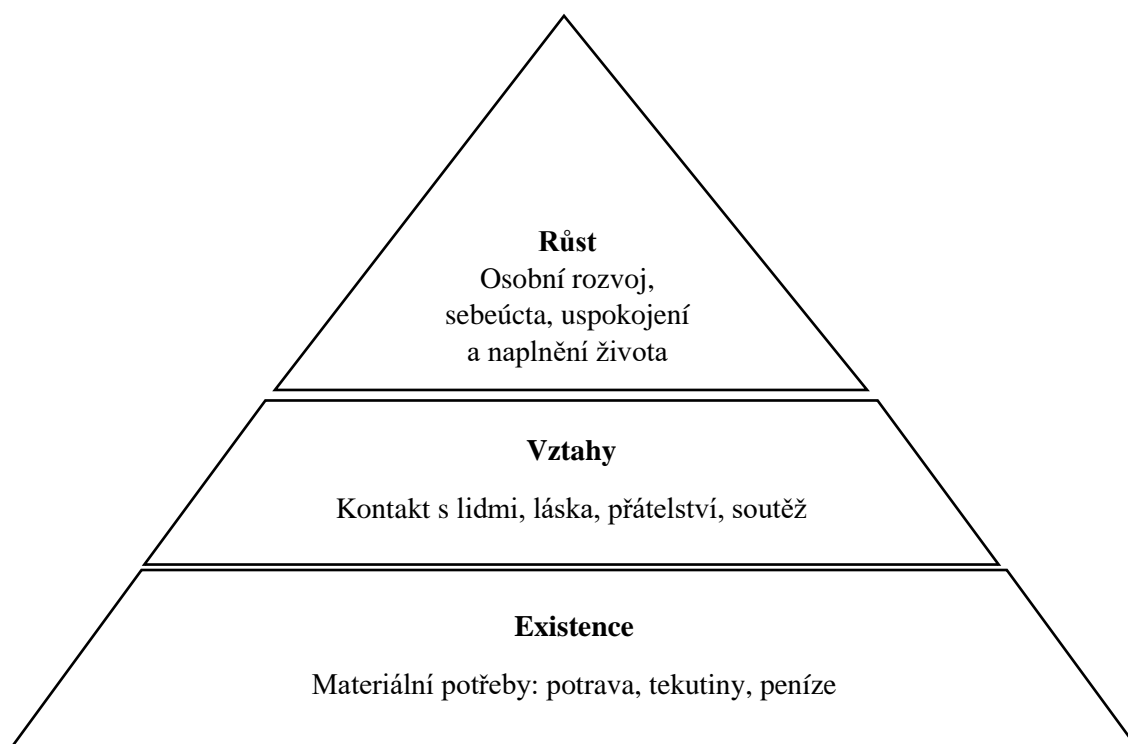 Růst
Osobní rozvoj,
sebeúcta, uspokojení
a naplnění života
Vztahy
Kontakt s lidmi, láska, přátelství, soutěž
Existence
Materiální potřeby: potrava, tekutiny, peníze